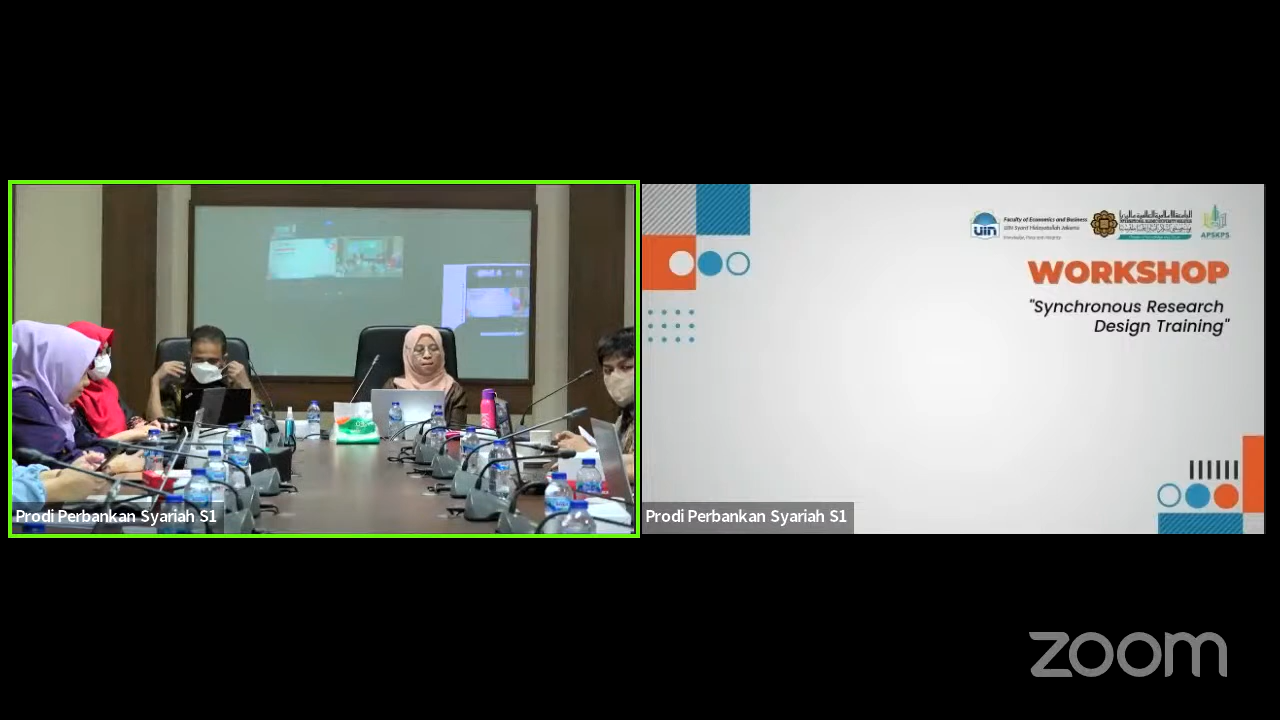 Prodi Perbankan Syariah S1
uin
Faculty of Economics and Business
UIN Syarif Hidayatullah Jakarta
APSKPS
WORKSHOP
"Synchronous Research
Design Training"
Prodi Perbankan Syariah S1
zoom